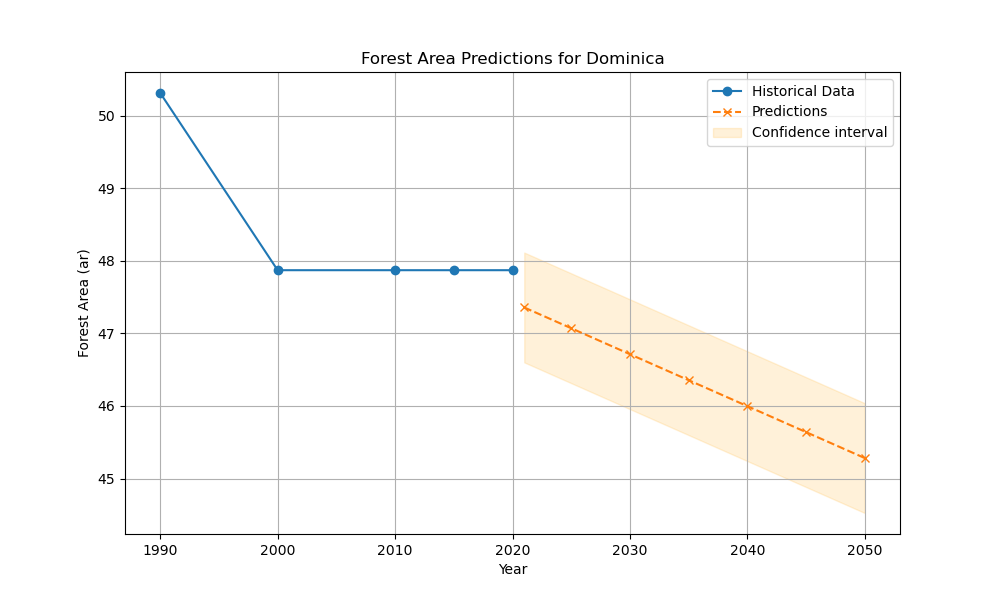 Forest Area Predictions for Dominica
Historical Data
Predictions
Confidence interval
Forest Area (ar)
50
49
48
47
46
45
1990
2000
2010
2020
2030
2040
2050
Year